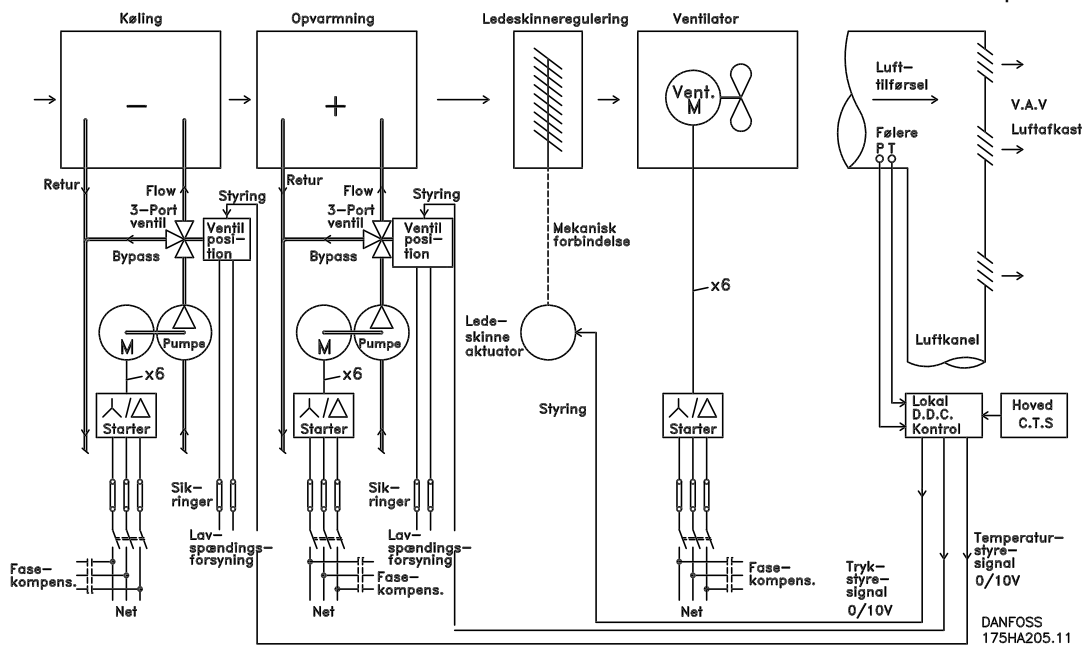 Køling
Opvarmning
Ledeskinneregulering
Ventilator
−
+
Vent.
M
Luft–
tilførsel
V.A.V
Luftafkast
Følere
P T
Retur
Flow
Styring
3–Port
ventil
Ventil
posi–
tion
Bypass
Retur
Flow
Styring
3–Port
ventil
Ventil
posi–
tion
Bypass
Mekanisk
forbindelse
x6
M
Pumpe
x6
M
Pumpe
x6
Lede–
skinne
aktuator
Luftkanel
Styring
Starter
Starter
Starter
Lokal
D.D.C.
Kontrol
Hoved
C.T.S
Sik–
ringer
Sik–
ringer
Lav–
spændings–
forsyning
Lav–
spændings–
forsyning
Fase–
kompens.
Fase–
kompens.
Fase–
kompens.
Net
Net
Net
Tryk–
styre–
signal
0/10V
Temperatur–
styre–
signal
0/10V
DANFOSS
175HA205.11